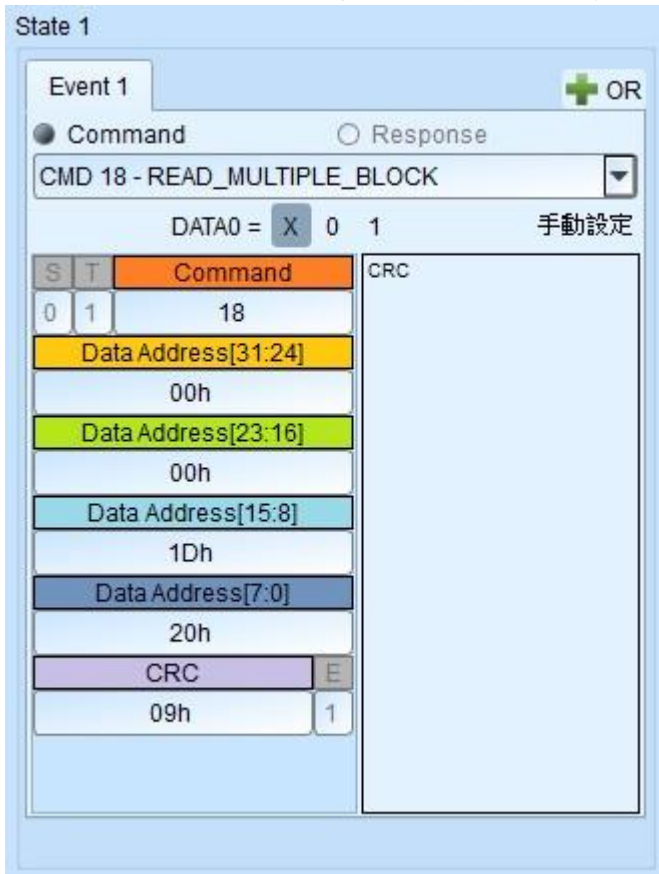 State 1
Event 1
OR
Command Response
CMD 18 - READ_MULTIPLE_BLOCK
DATA0 = X 0 1 手動設定
S T Command CRC
0 1 18
Data Address[31:24]
00h
Data Address[23:16]
00h
Data Address[15:8]
1Dh
Data Address[7:0]
20h
CRC E
09h 1